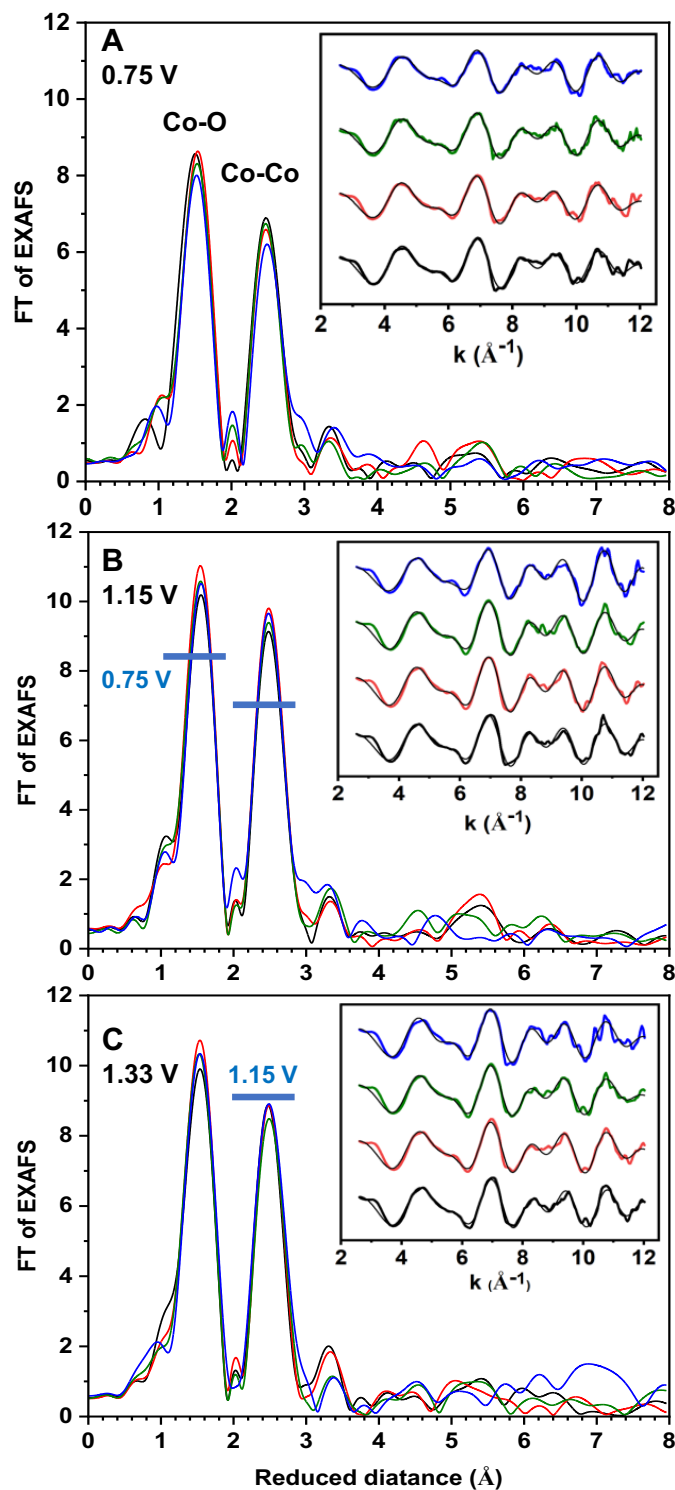 A
0.75 V
Co-O
Co-Co
FT of EXAFS
12
10
8
6
4
2
0
0 1 2 3 4 5 6 7 8
2 4 6 8 10 12
k (Å⁻¹)
B
1.15 V
0.75 V
FT of EXAFS
12
10
8
6
4
2
0
0 1 2 3 4 5 6 7 8
2 4 6 8 10 12
k (Å⁻¹)
C
1.33 V
1.15 V
FT of EXAFS
12
10
8
6
4
2
0
0 1 2 3 4 5 6 7 8
2 4 6 8 10 12
k (Å⁻¹)
Reduced diatance (Å)